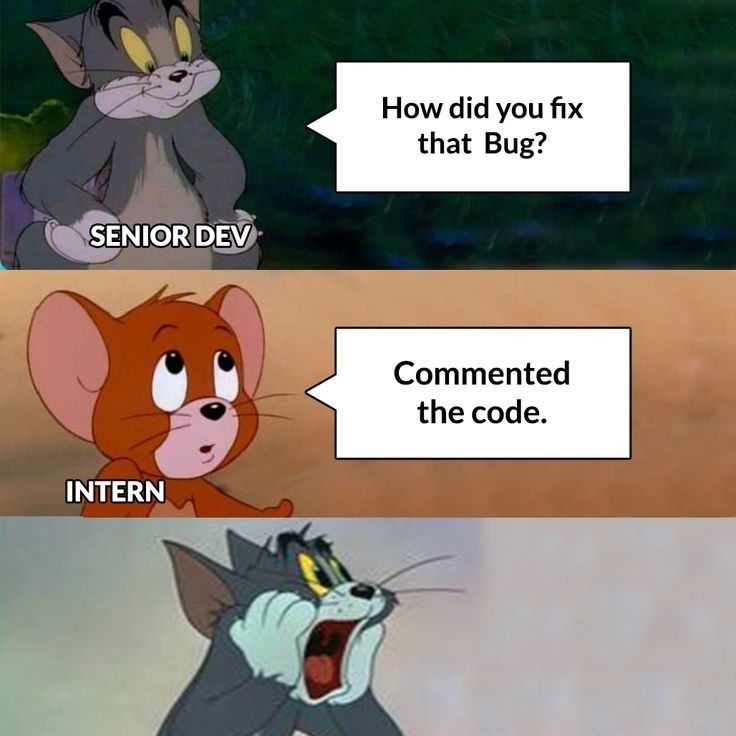 How did you fix
that Bug?
SENIOR DEV
Commented
the code.
INTERN